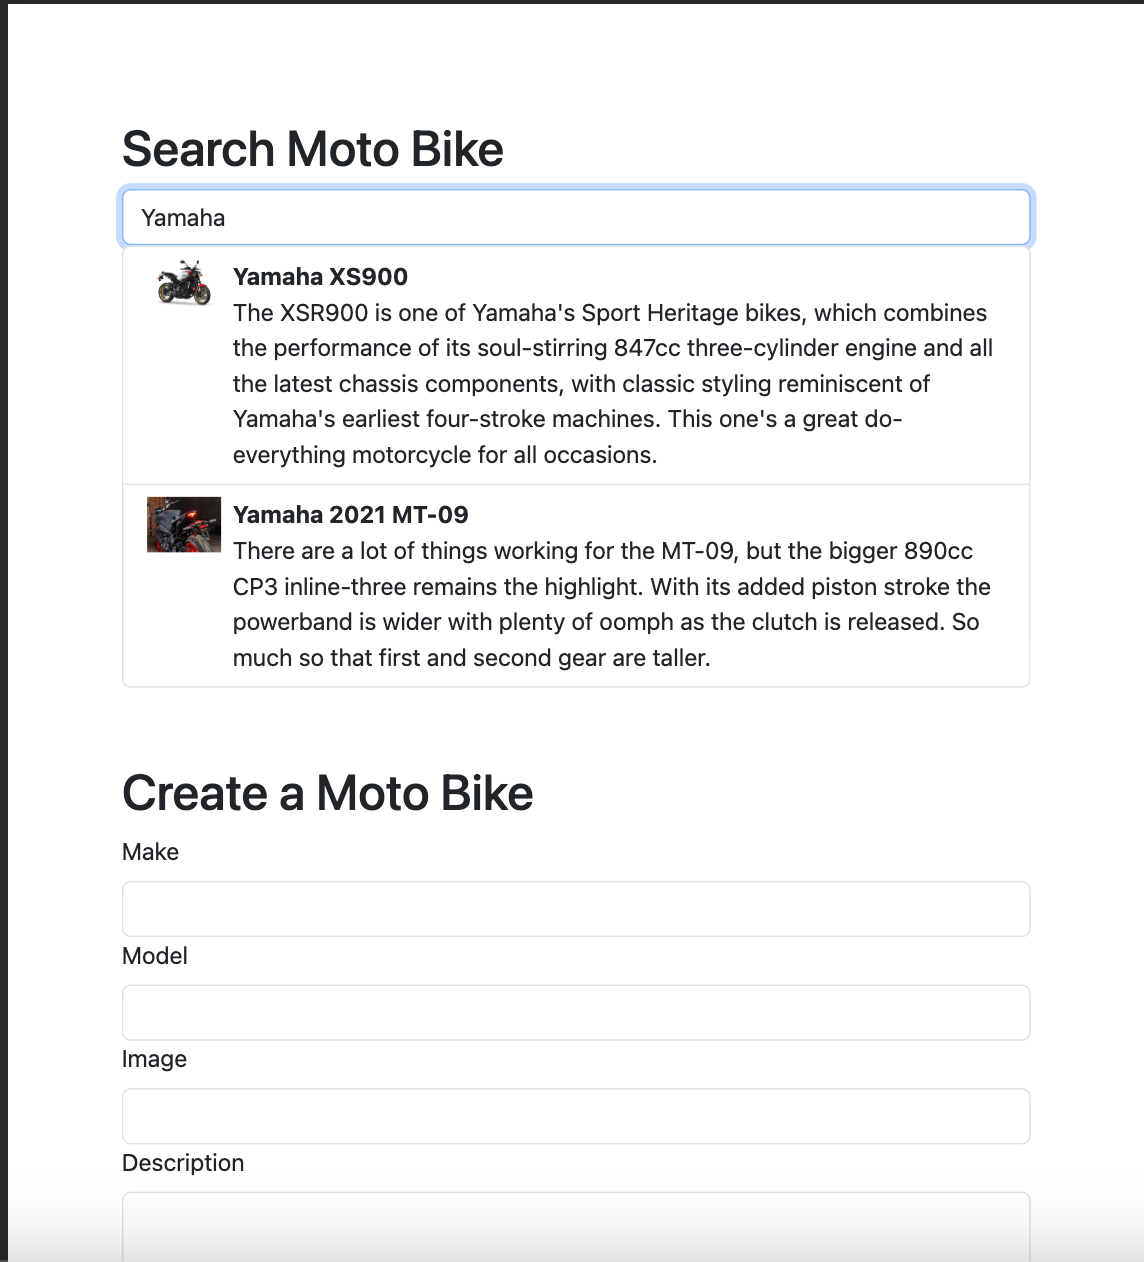 Search Moto Bike
Yamaha
Yamaha XS900
The XSR900 is one of Yamaha's Sport Heritage bikes, which combines
the performance of its soul-stirring 847cc three-cylinder engine and all
the latest chassis components, with classic styling reminiscent of
Yamaha's earliest four-stroke machines. This one's a great do-
everything motorcycle for all occasions.
Yamaha 2021 MT-09
There are a lot of things working for the MT-09, but the bigger 890cc
CP3 inline-three remains the highlight. With its added piston stroke the
powerband is wider with plenty of oomph as the clutch is released. So
much so that first and second gear are taller.
Create a Moto Bike
Make
Model
Image
Description